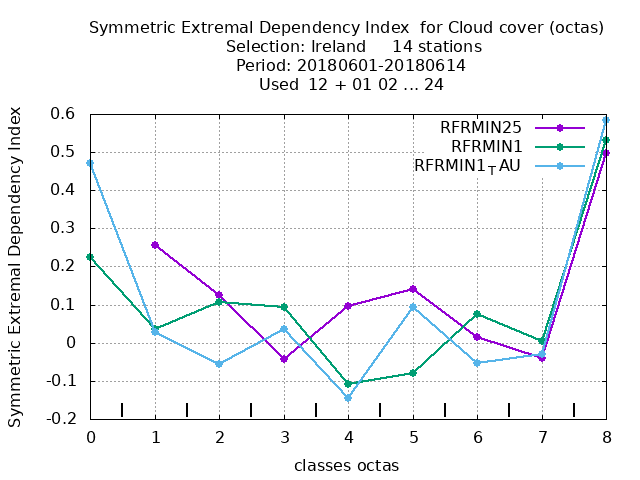 Symmetric Extremal Dependency Index  for Cloud cover (octas)
Selection: Ireland     14 stations
Period: 20180601-20180614
Used  12 + 01 02 ... 24
Symmetric Extremal Dependency Index
0.6
0.5
0.4
0.3
0.2
0.1
0
-0.1
-0.2
RFRMIN25
RFRMIN1
RFRMIN1TAU
0 1 2 3 4 5 6 7 8
classes octas